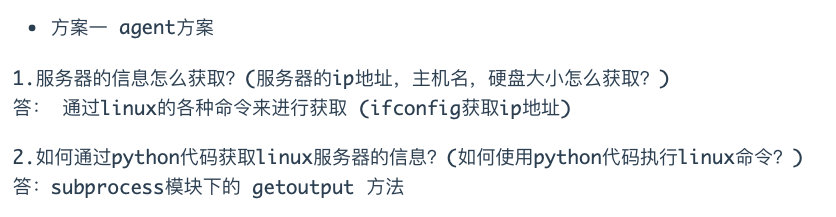 • 方案一 agent方案
1.服务器的信息怎么获取？(服务器的ip地址，主机名，硬盘大小怎么获取？)
答： 通过linux的各种命令来进行获取 (ifconfig获取ip地址)
2.如何通过python代码获取linux服务器的信息？(如何使用python代码执行linux命令？)
答：subprocess模块下的 getoutput 方法